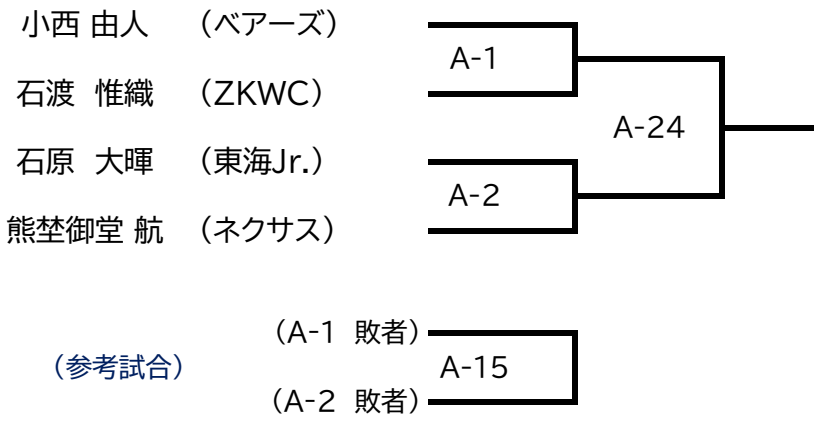 小西 由人 （ベアーズ）
A-1
石渡 惟織 （ZKWC）
A-24
石原 大暉 （東海Jr.）
A-2
熊埜御堂 航 （ネクサス）
（A-1 敗者）
（参考試合） A-15
（A-2 敗者）